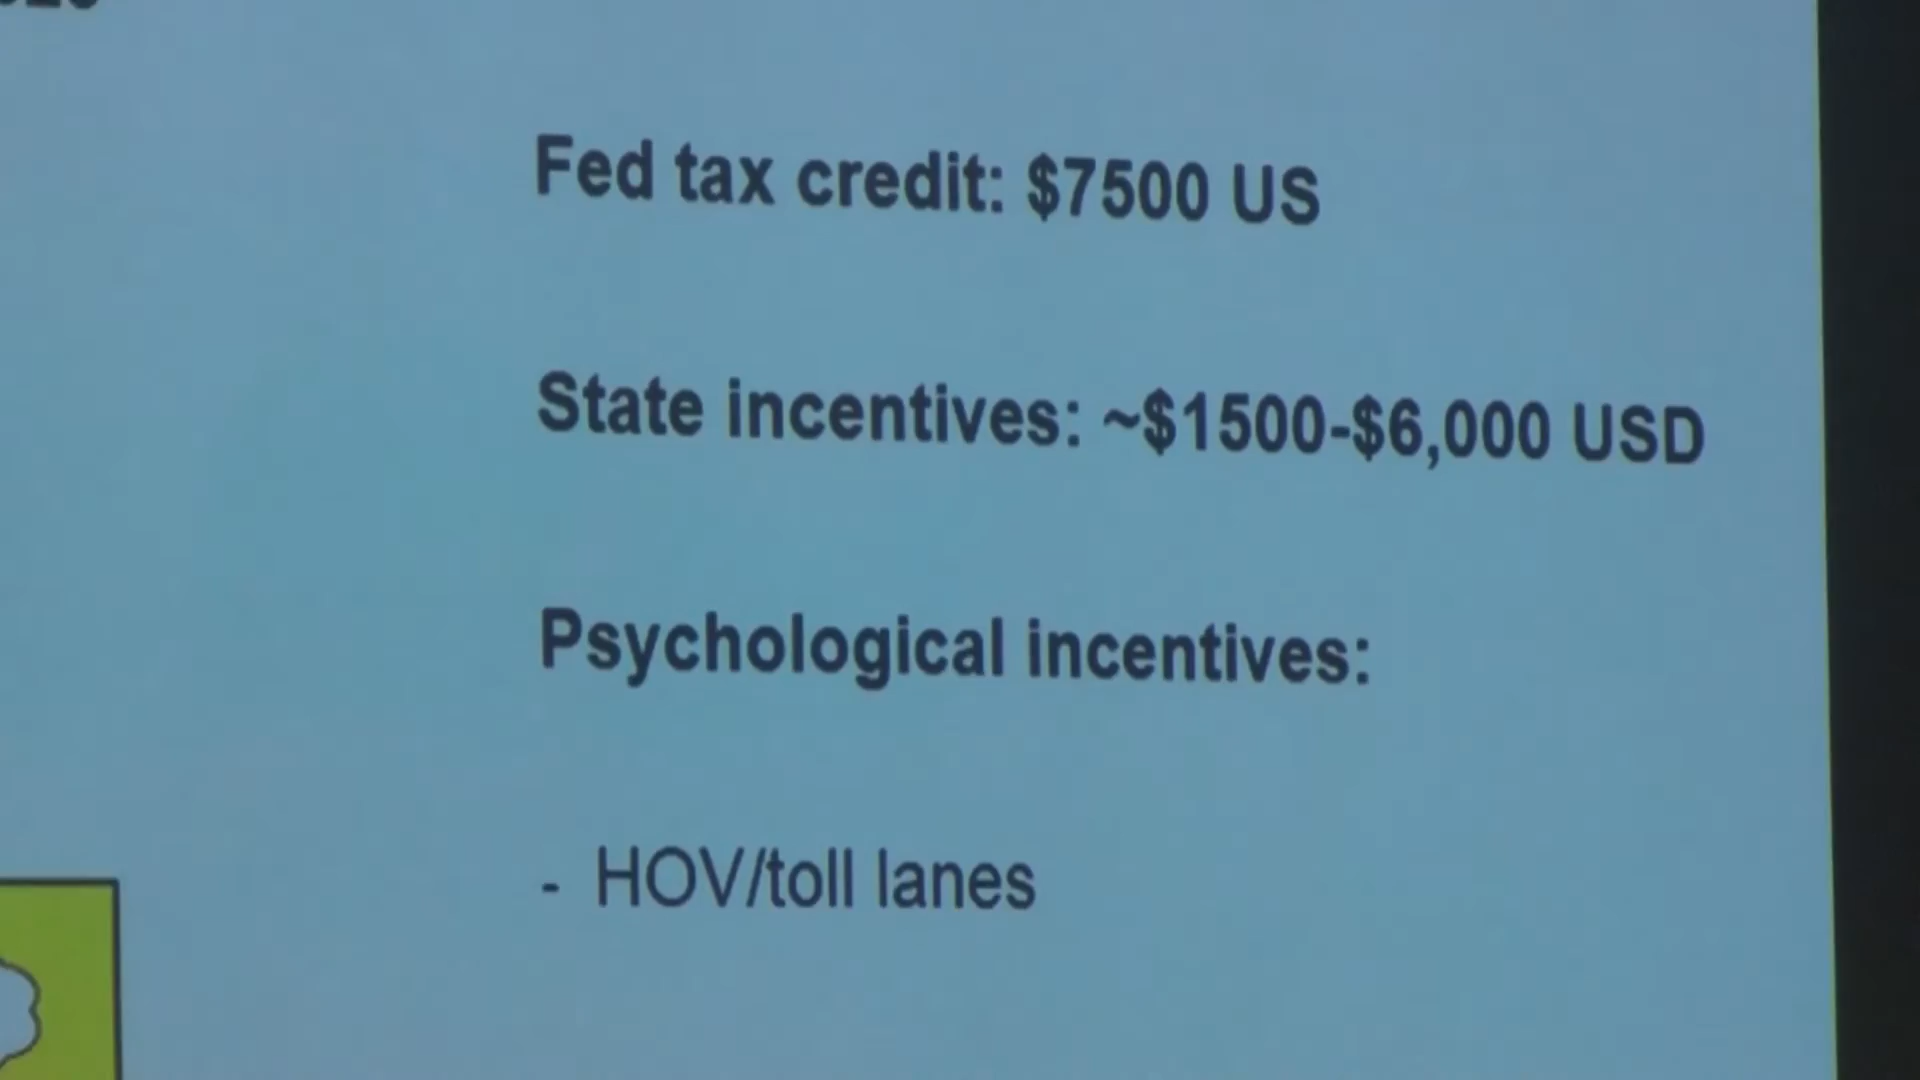 Fed tax credit: $7500 US
State incentives: ~$1500-$6,000 USD
Psychological incentives:
- HOV/toll lanes